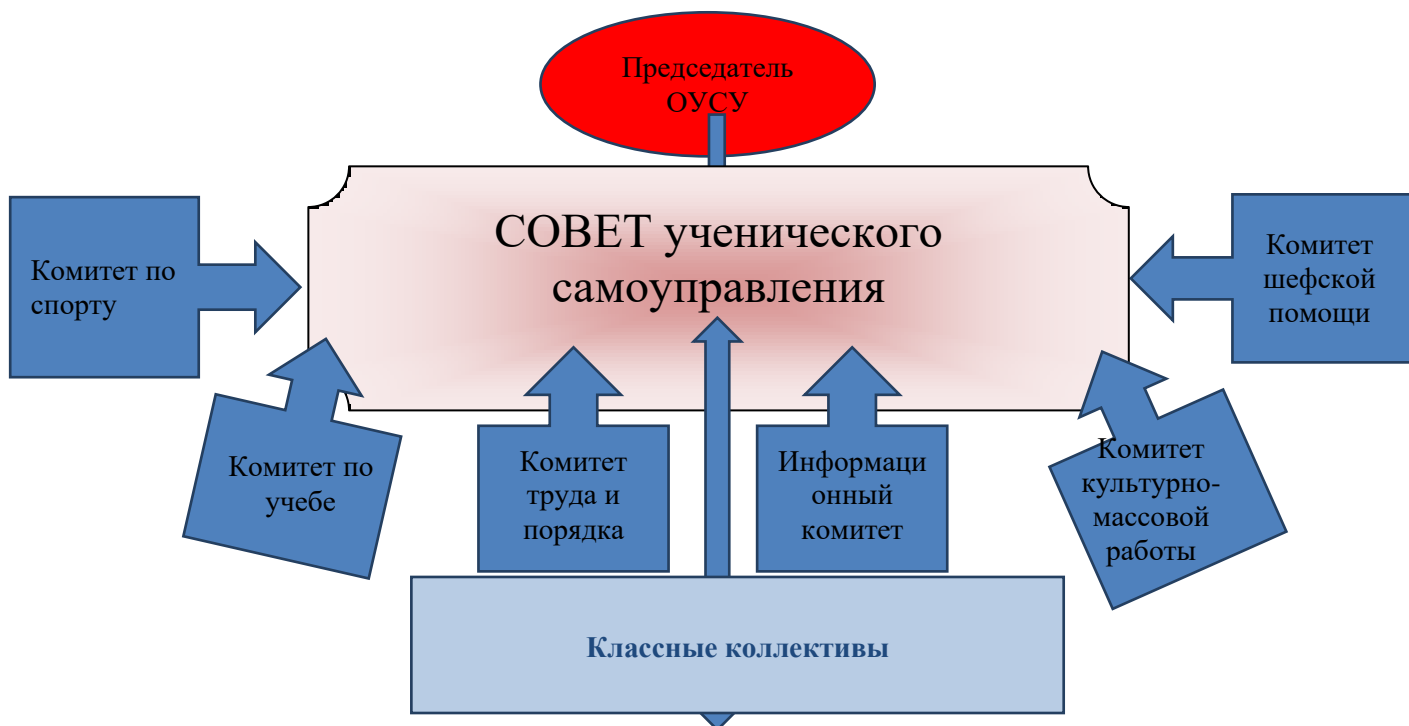 Председатель
ОУСУ
СОВЕТ ученического
самоуправления
Комитет по
спорту
Комитет
шефской
помощи
Комитет по
учебе
Комитет
труда и
порядка
Информаци
онный
комитет
Комитет
культурно-
массовой
работы
Классные коллективы